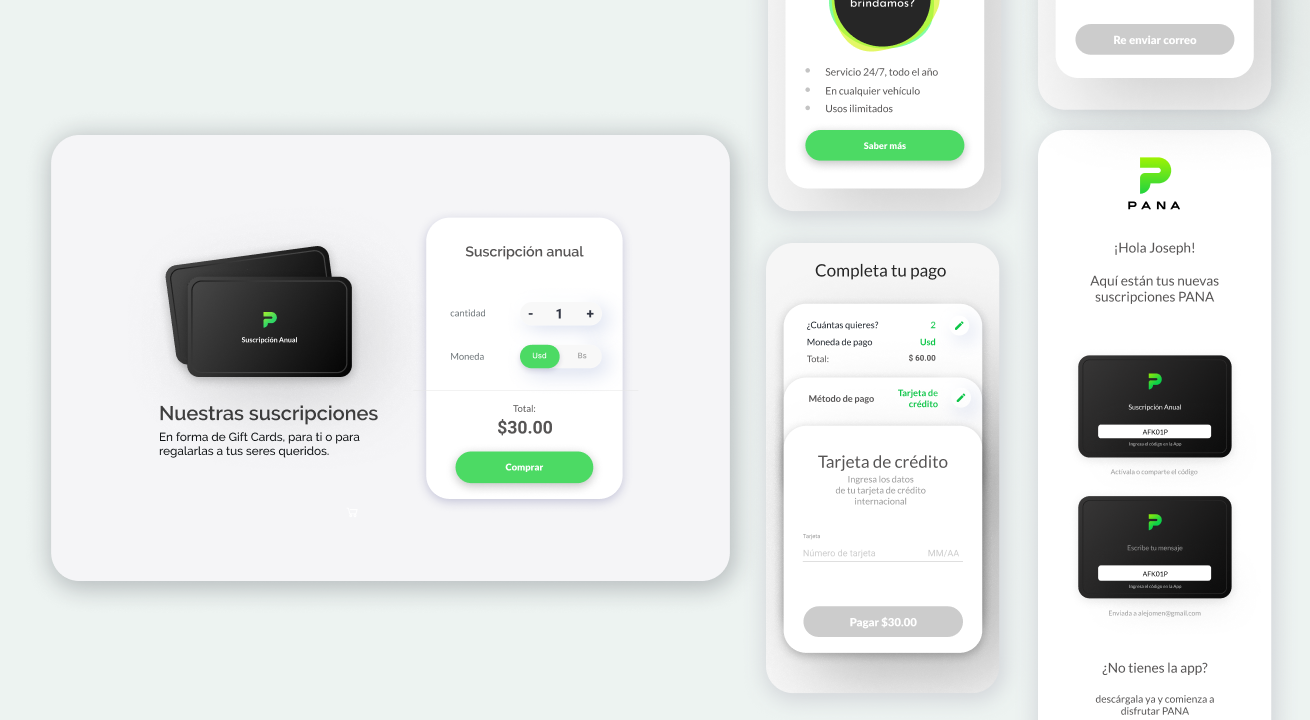 Suscripción Anual
Nuestras suscripciones
En forma de Gift Cards, para ti o para
regalarlas a tus seres queridos.
Suscripción anual
cantidad
- 1 +
Moneda
Usd Bs
Total:
$30.00
Comprar
brindamos?
Servicio 24/7, todo el año
En cualquier vehículo
Usos ilimitados
Saber más
Completa tu pago
¿Cuántas quieres? 2
Moneda de pago Usd
Total: $ 60.00
Método de pago Tarjeta de
crédito
Tarjeta de crédito
Ingresa los datos
de tu tarjeta de crédito
internacional
Tarjeta
Número de tarjeta MM/AA
Pagar $30.00
Re enviar correo
PANA
¡Hola Joseph!
Aquí están tus nuevas
suscripciones PANA
Suscripción Anual
AFK01P
Ingresa el código en la App
Actívala o comparte el código
Escribe tu mensaje
AFK01P
Ingresa el código en la App
Enviada a alejomen@gmail.com
¿No tienes la app?
descárgala ya y comienza a
disfrutar PANA